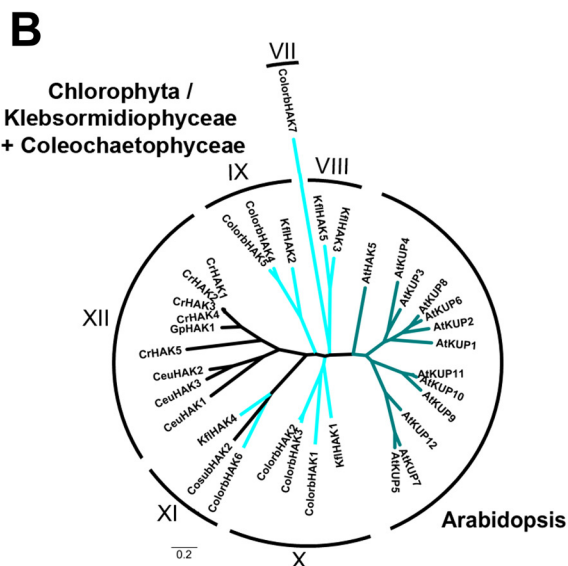 B
VII
Chlorophyta /
Klebsormidiophyceae
+ Coleochaetophyceae
ColorbHAK7
IX
VIII
ColorbHAK5
ColorbHAK4
KflHAK2
KflHAK5
KflHAK3
AtHAK5
AtKUP4
AtKUP3
AtKUP8
AtKUP6
AtKUP2
AtKUP1
AtKUP11
AtKUP10
AtKUP9
AtKUP12
AtKUP7
AtKUP5
CrHAK1
CrHAK2
CrHAK3
CrHAK4
GpHAK1
CrHAK5
XII
CeuHAK2
CeuHAK3
CeuHAK1
KflHAK4
CosubHAK2
ColorbHAK6
ColorbHAK2
ColorbHAK3
ColorbHAK1
KflHAK1
XI
Arabidopsis
0.2
X